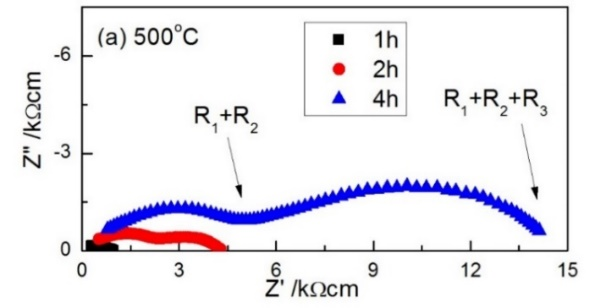 (a) 500°C
1h
2h
4h
R₁+R₂
R₁+R₂+R₃
-6
-3
0
Z" /kΩcm
0 3 6 9 12 15
Z' /kΩcm